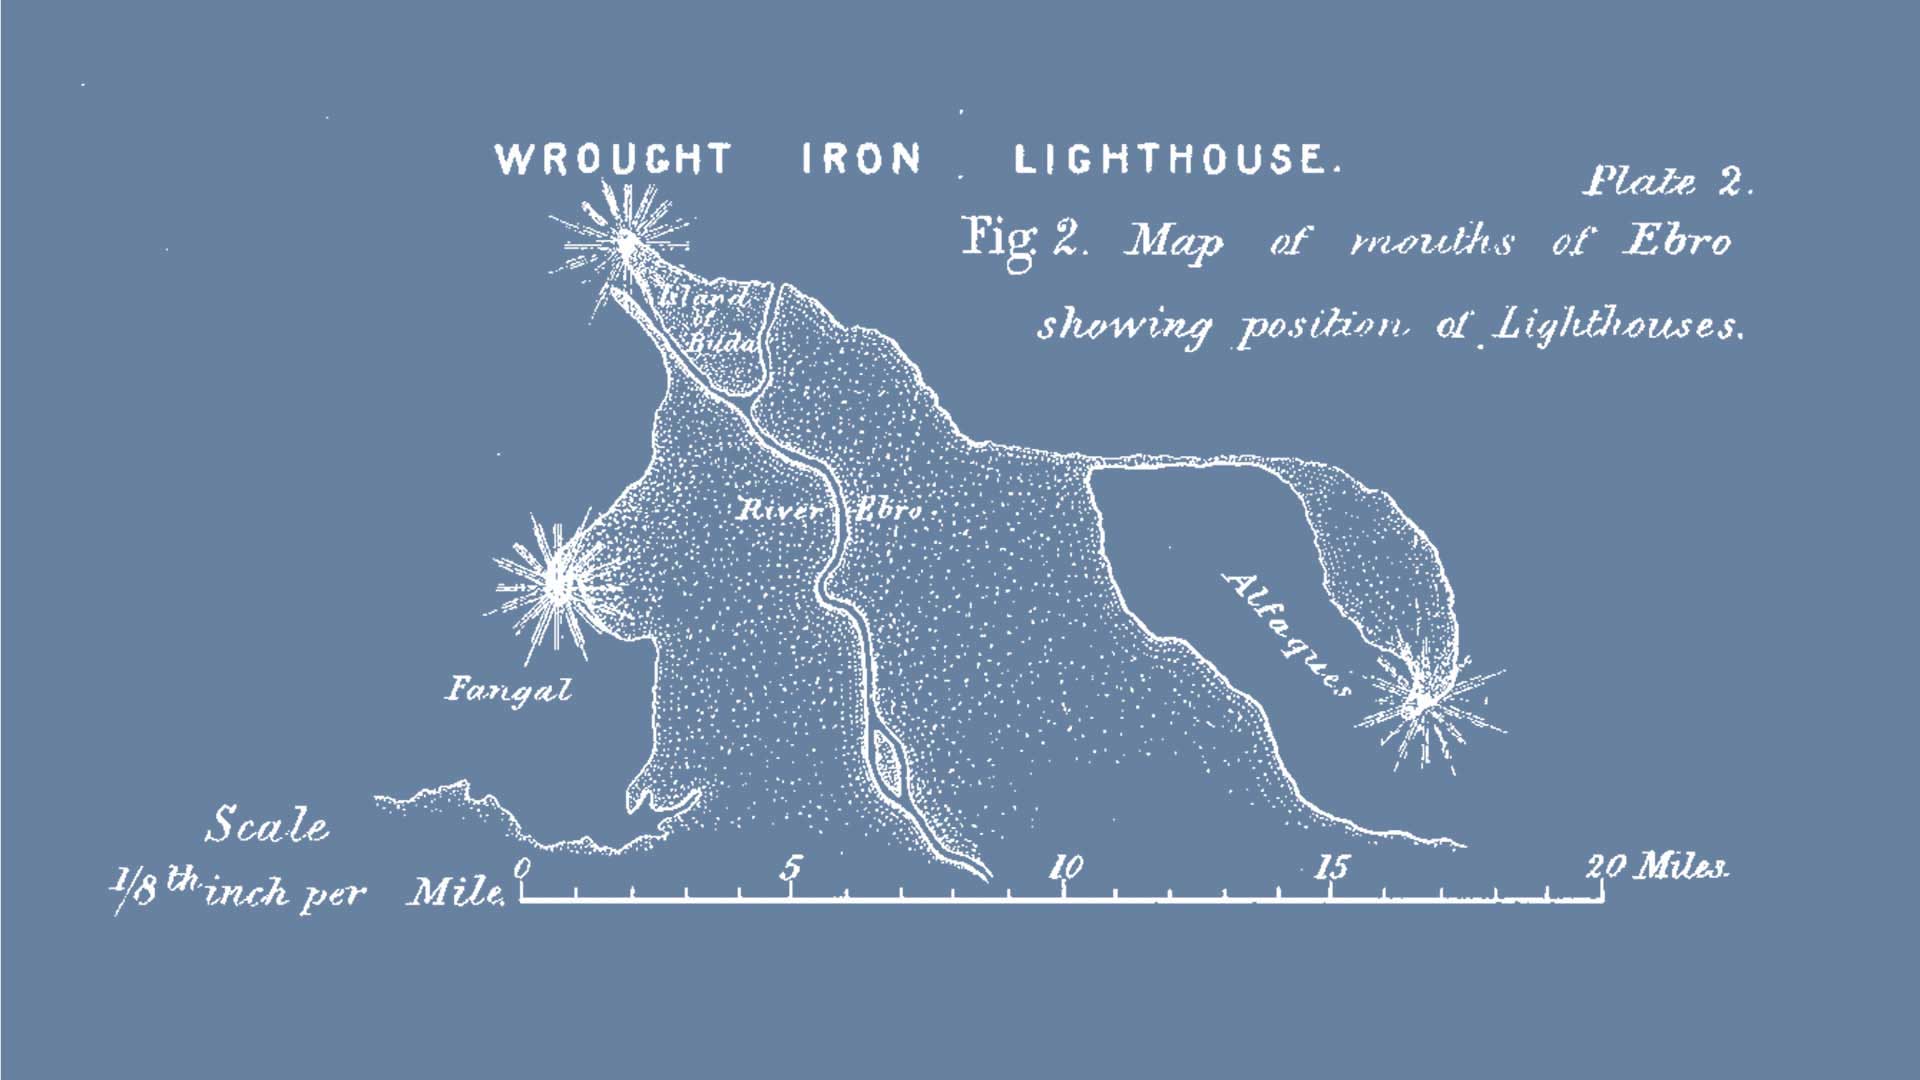 WROUGHT IRON LIGHTHOUSE.
Plate 2.
Fig. 2. Map of mouths of Ebro
showing position of Lighthouses.
Island
of
Buda
River Ebro.
Alfaques
Fangal
Scale
1/8th inch per Mile.
0 5 10 15 20 Miles.